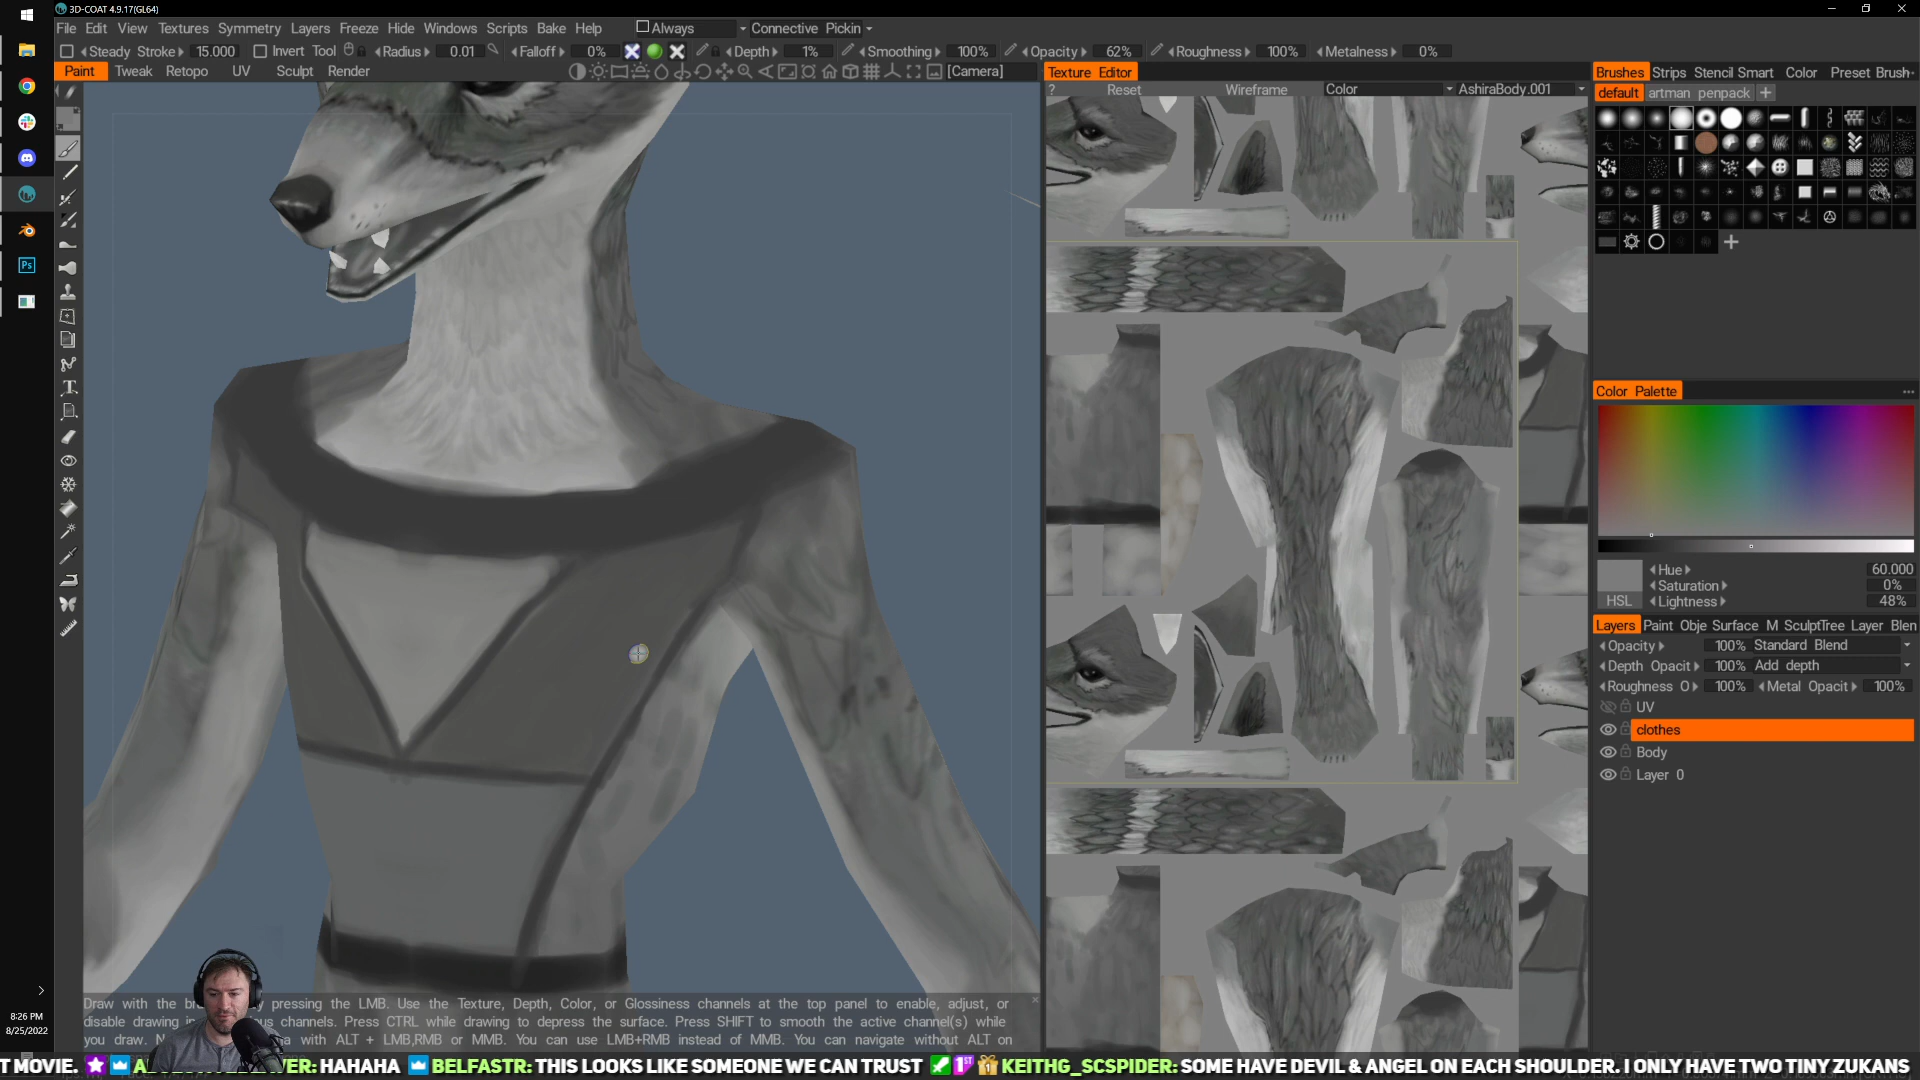 3D-COAT 4.9.17(GL64)
File Edit View Textures Symmetry Layers Freeze Hide Windows Scripts Bake Help Always Connective Pickin
Steady Stroke 15.000 Invert Tool Radius 0.01 Falloff 0% Depth 1% Smoothing 100% Opacity 62% Roughness 100% Metalness 0%
Paint Tweak Retopo UV Sculpt Render [Camera]
Texture Editor
? Reset Wireframe Color AshiraBody.001
Brushes Strips Stencil Smart Color Preset Brush
default artman penpack
Color Palette
Hue 60.000
Saturation 0%
HSL Lightness 48%
Layers Paint Obje Surface M SculptTree Layer Blen
Opacity 100% Standard Blend
Depth Opacit 100% Add depth
Roughness O 100% Metal Opacit 100%
UV
clothes
Body
Layer 0
Ps
8:26 PM
8/25/2022
Draw with the br pressing the LMB. Use the Texture, Depth, Color, or Glossiness channels at the top panel to enable, adjust, or
disable drawing in us channels. Press CTRL while drawing to depress the surface. Press SHIFT to smooth the active channel(s) while
you draw. with ALT + LMB,RMB or MMB. You can use LMB+RMB instead of MMB. You can navigate without ALT on
T MOVIE. VER: HAHAHA BELFASTR: THIS LOOKS LIKE SOMEONE WE CAN TRUST 1st KEITHG_SCSPIDER: SOME HAVE DEVIL & ANGEL ON EACH SHOULDER. I ONLY HAVE TWO TINY ZUKANS